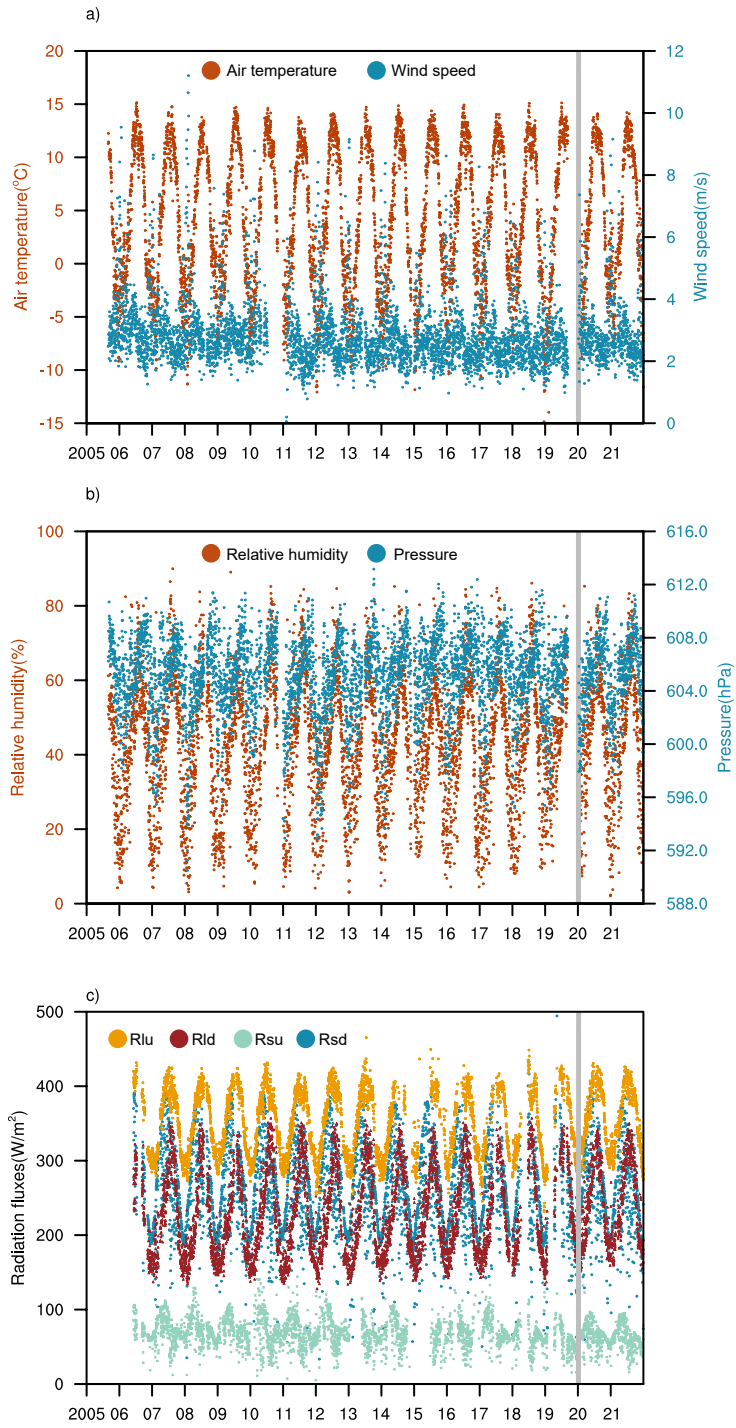 a)
Air temperature Wind speed
20
15
10
5
0
-5
-10
-15
Air temperature(°C)
12
10
8
6
4
2
0
Wind speed(m/s)
2005 06 07 08 09 10 11 12 13 14 15 16 17 18 19 20 21
b)
Relative humidity Pressure
100
80
60
40
20
0
Relative humidity(%)
616.0
612.0
608.0
604.0
600.0
596.0
592.0
588.0
Pressure(hPa)
2005 06 07 08 09 10 11 12 13 14 15 16 17 18 19 20 21
c)
Rlu Rld Rsu Rsd
500
400
300
200
100
0
Radiation fluxes(W/m²)
2005 06 07 08 09 10 11 12 13 14 15 16 17 18 19 20 21